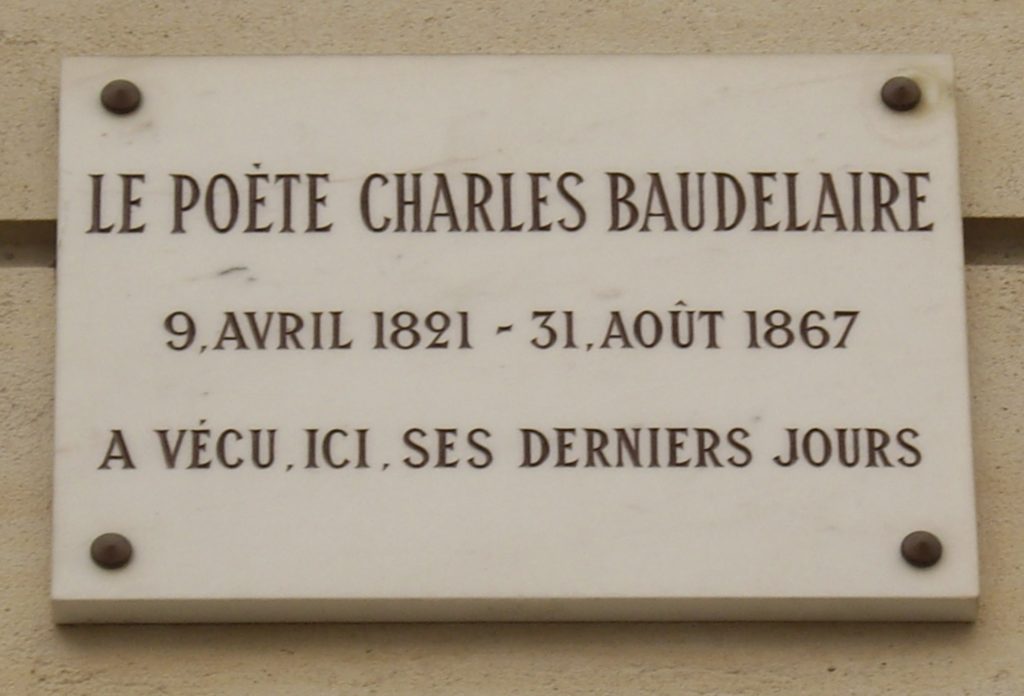 LE POÈTE CHARLES BAUDELAIRE
9.AVRIL 1821 - 31.AOÛT 1867
A VÉCU.ICI.SES DERNIERS JOURS